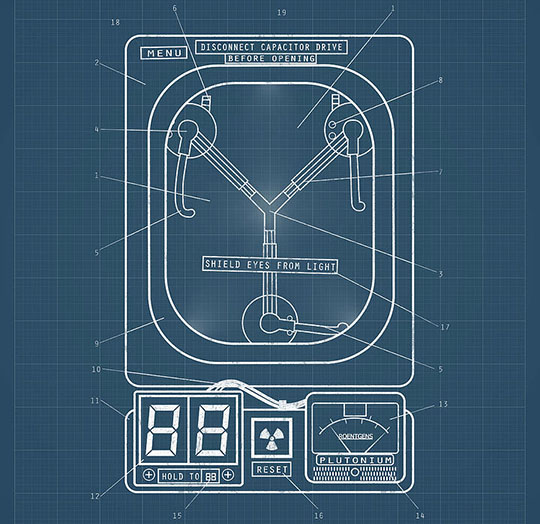 6
19
1
18
DISCONNECT CAPACITOR DRIVE
MENU
BEFORE OPENING
2
8
4
7
1
5
SHIELD EYES FROM LIGHT
3
17
9
10
5
11
13
88
ROENTGENS
PLUTONIUM
RESET
HOLD TO 88
12
15
16
14